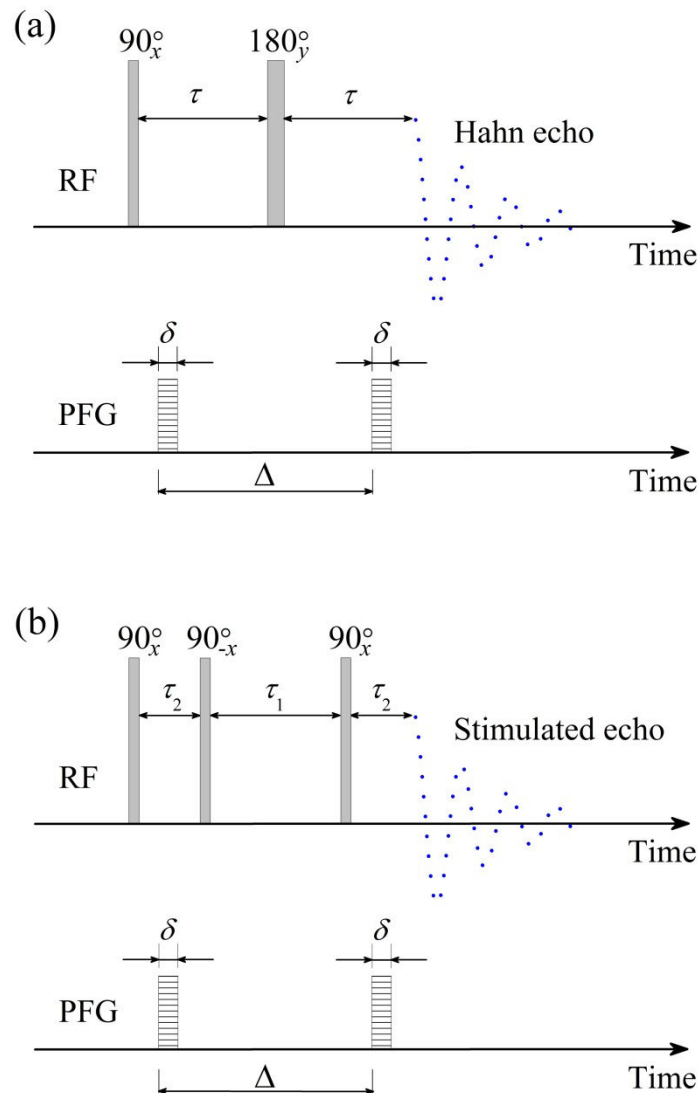 (a)
90°x 180°y
τ τ
Hahn echo
RF
Time
δ δ
PFG
Time
Δ
(b)
90°x 90°-x 90°x
τ2 τ1 τ2
Stimulated echo
RF
Time
δ δ
PFG
Time
Δ